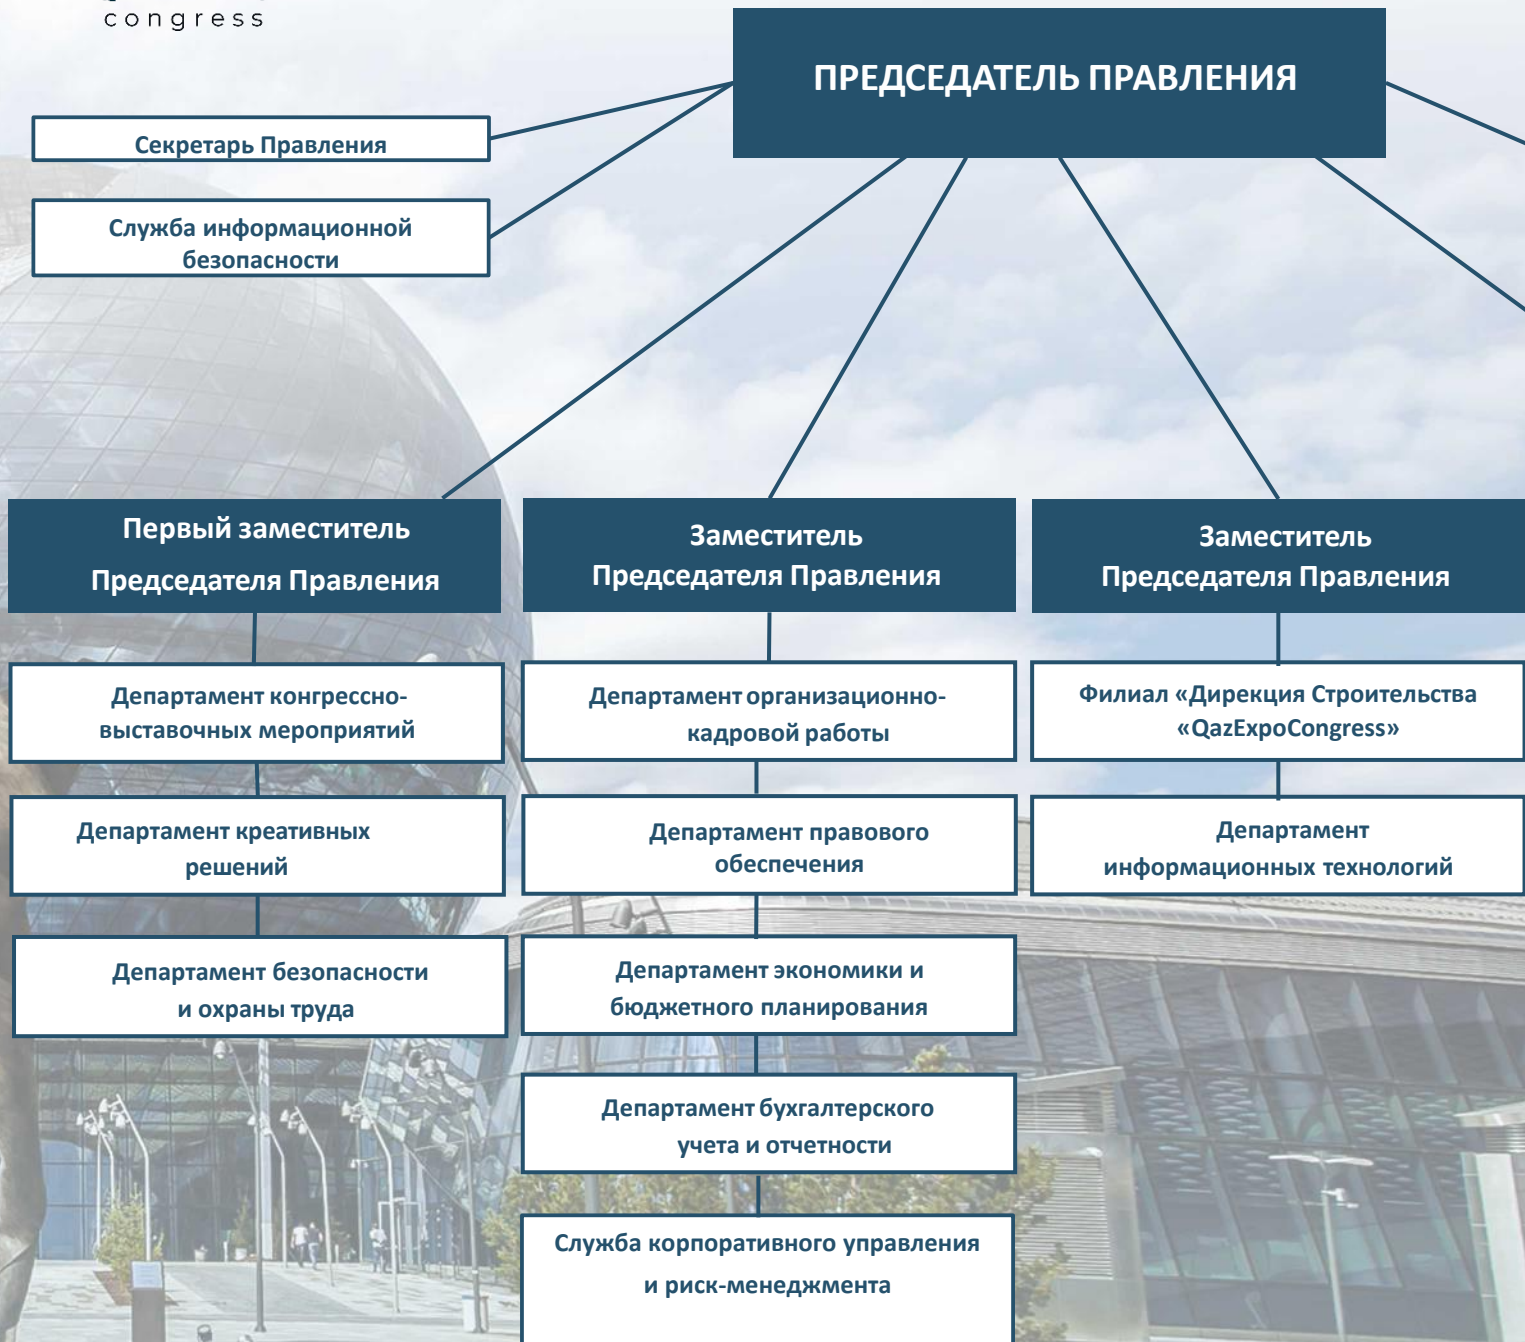 congress
ПРЕДСЕДАТЕЛЬ ПРАВЛЕНИЯ
Секретарь Правления
Служба информационной
безопасности
Первый заместитель
Председателя Правления
Департамент конгрессно-
выставочных мероприятий
Департамент креативных
решений
Департамент безопасности
и охраны труда
Заместитель
Председателя Правления
Департамент организационно-
кадровой работы
Департамент правового
обеспечения
Департамент экономики и
бюджетного планирования
Департамент бухгалтерского
учета и отчетности
Служба корпоративного управления
и риск-менеджмента
Заместитель
Председателя Правления
Филиал «Дирекция Строительства
«QazExpoCongress»
Департамент
информационных технологий